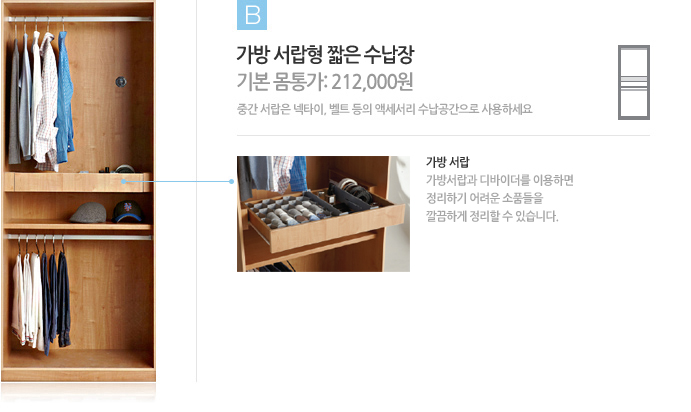 B
가방 서랍형 짧은 수납장
기본 몸통가: 212,000원
중간 서랍은 넥타이, 벨트 등의 액세서리 수납공간으로 사용하세요
가방 서랍
가방서랍과 디바이더를 이용하면
정리하기 어려운 소품들을
깔끔하게 정리할 수 있습니다.